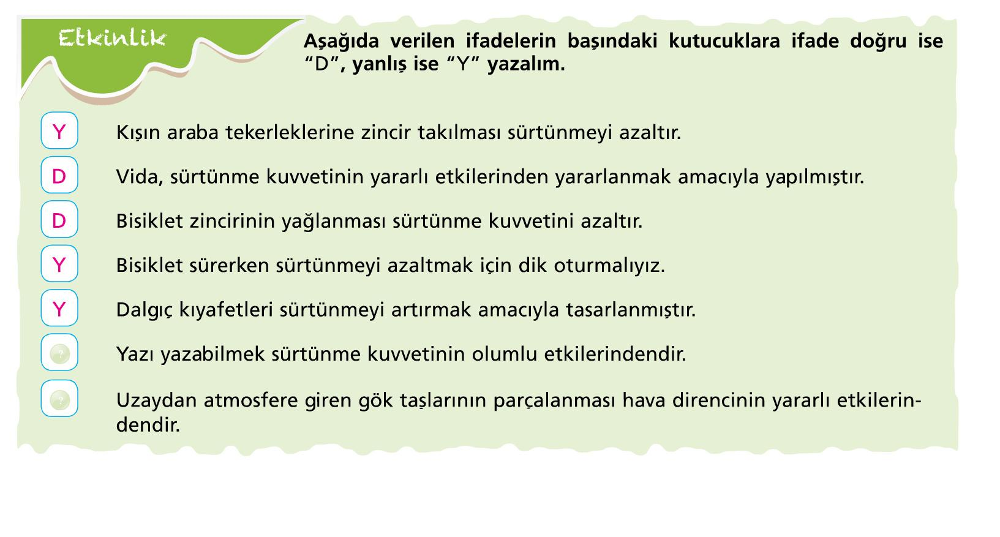 Etkinlik
Aşağıda verilen ifadelerin başındaki kutucuklara ifade doğru ise
“D”, yanlış ise “Y” yazalım.
Y Kışın araba tekerleklerine zincir takılması sürtünmeyi azaltır.
D Vida, sürtünme kuvvetinin yararlı etkilerinden yararlanmak amacıyla yapılmıştır.
D Bisiklet zincirinin yağlanması sürtünme kuvvetini azaltır.
Y Bisiklet sürerken sürtünmeyi azaltmak için dik oturmalıyız.
Y Dalgıç kıyafetleri sürtünmeyi artırmak amacıyla tasarlanmıştır.
? Yazı yazabilmek sürtünme kuvvetinin olumlu etkilerindendir.
? Uzaydan atmosfere giren gök taşlarının parçalanması hava direncinin yararlı etkilerin-
dendir.